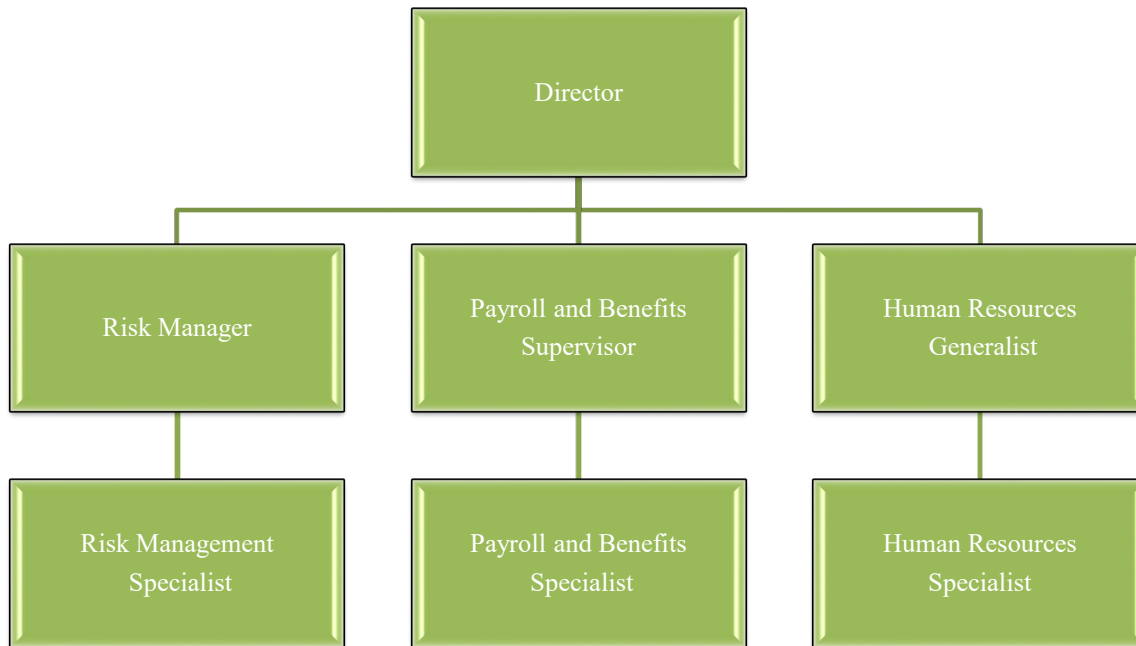 Director
Risk Manager
Payroll and Benefits
Supervisor
Human Resources
Generalist
Risk Management
Specialist
Payroll and Benefits
Specialist
Human Resources
Specialist